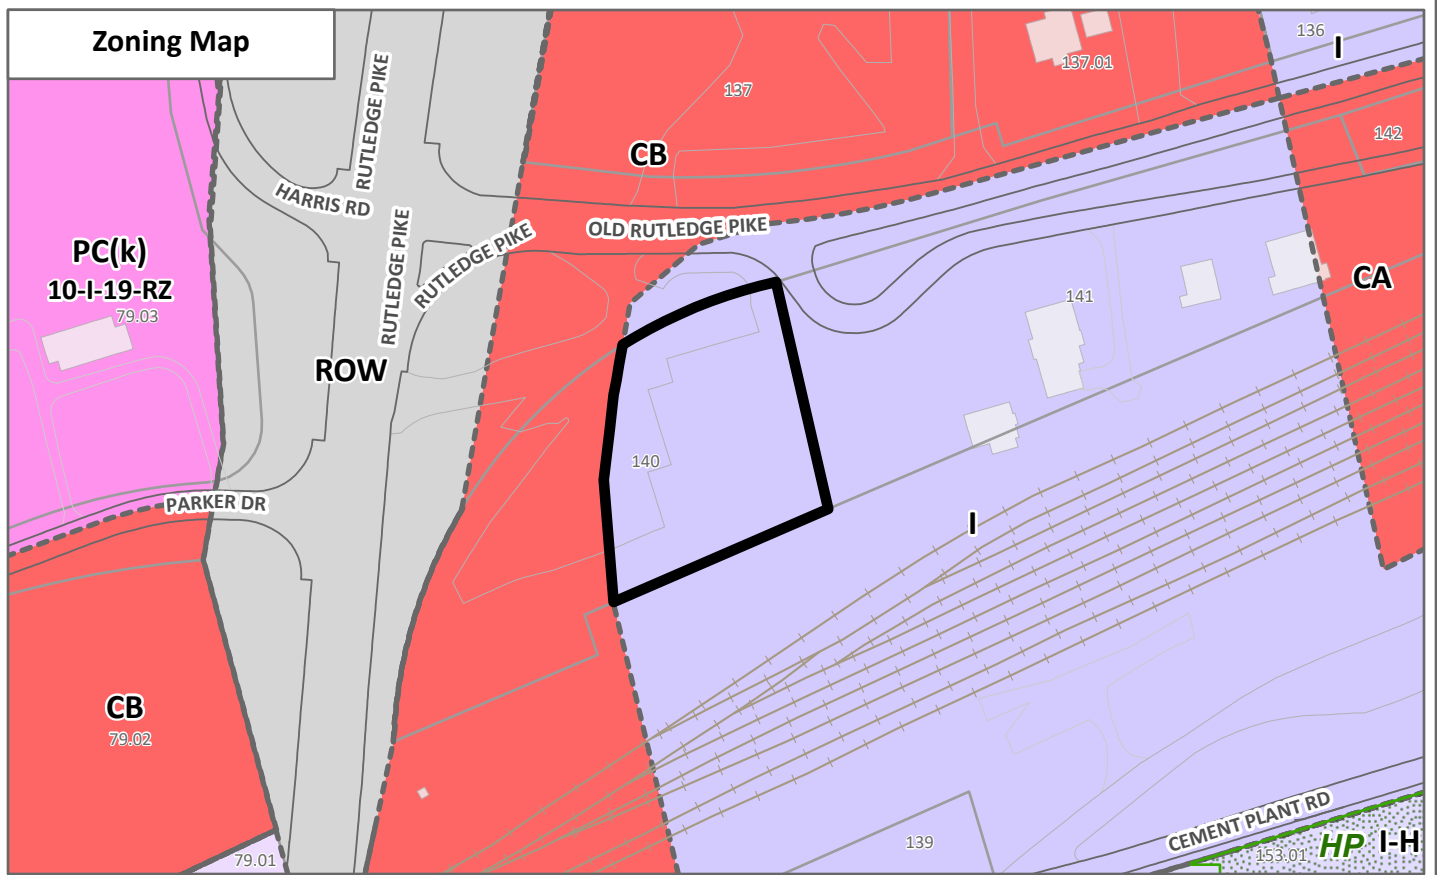 Zoning Map
136
I
137.01
137
142
RUTLEDGE PIKE
CB
HARRIS RD
OLD RUTLEDGE PIKE
RUTLEDGE PIKE
RUTLEDGE PIKE
PC(k)
10-I-19-RZ
79.03
141
CA
ROW
140
PARKER DR
I
CB
79.02
CEMENT PLANT RD
139
79.01
153.01
HP
I-H